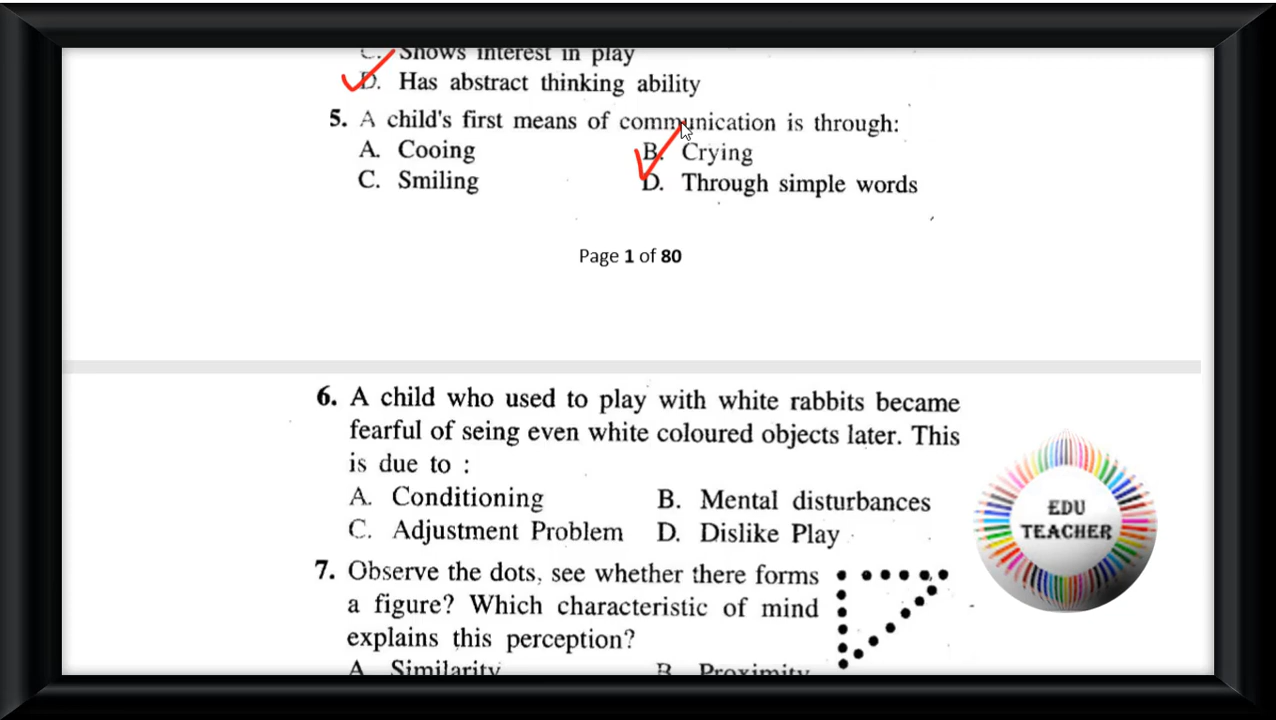 C. Shows interest in play
D. Has abstract thinking ability
5. A child's first means of communication is through:
A. Cooing B. Crying
C. Smiling D. Through simple words
Page 1 of 80
6. A child who used to play with white rabbits became
fearful of seing even white coloured objects later. This
is due to :
A. Conditioning B. Mental disturbances
C. Adjustment Problem D. Dislike Play
7. Observe the dots, see whether there forms
a figure? Which characteristic of mind
explains this perception?
A Similarity B Proximity
EDU
TEACHER